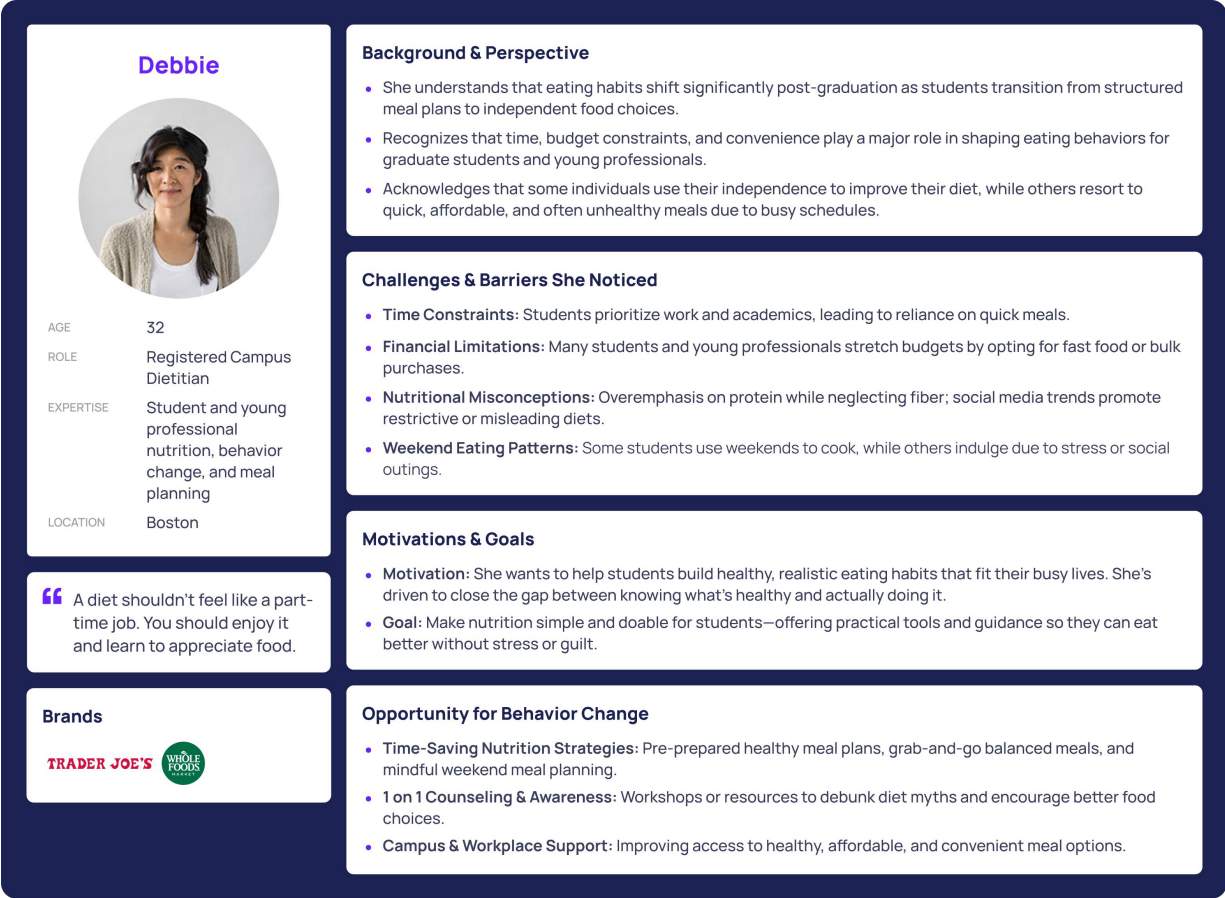 Debbie
AGE 32
ROLE Registered Campus
Dietitian
EXPERTISE Student and young
professional
nutrition, behavior
change, and meal
planning
LOCATION Boston
“ A diet shouldn’t feel like a part-
time job. You should enjoy it
and learn to appreciate food.
Brands
TRADER JOE’S
WHOLE
FOODS
MARKET
Background & Perspective
• She understands that eating habits shift significantly post-graduation as students transition from structured
meal plans to independent food choices.
• Recognizes that time, budget constraints, and convenience play a major role in shaping eating behaviors for
graduate students and young professionals.
• Acknowledges that some individuals use their independence to improve their diet, while others resort to
quick, affordable, and often unhealthy meals due to busy schedules.
Challenges & Barriers She Noticed
• Time Constraints: Students prioritize work and academics, leading to reliance on quick meals.
• Financial Limitations: Many students and young professionals stretch budgets by opting for fast food or bulk
purchases.
• Nutritional Misconceptions: Overemphasis on protein while neglecting fiber; social media trends promote
restrictive or misleading diets.
• Weekend Eating Patterns: Some students use weekends to cook, while others indulge due to stress or social
outings.
Motivations & Goals
• Motivation: She wants to help students build healthy, realistic eating habits that fit their busy lives. She’s
driven to close the gap between knowing what’s healthy and actually doing it.
• Goal: Make nutrition simple and doable for students—offering practical tools and guidance so they can eat
better without stress or guilt.
Opportunity for Behavior Change
• Time-Saving Nutrition Strategies: Pre-prepared healthy meal plans, grab-and-go balanced meals, and
mindful weekend meal planning.
• 1 on 1 Counseling & Awareness: Workshops or resources to debunk diet myths and encourage better food
choices.
• Campus & Workplace Support: Improving access to healthy, affordable, and convenient meal options.